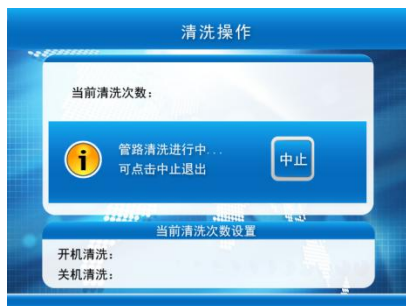 清洗操作
当前清洗次数：
管路清洗进行中...
可点击中止退出
中止
当前清洗次数设置
开机清洗：
关机清洗：